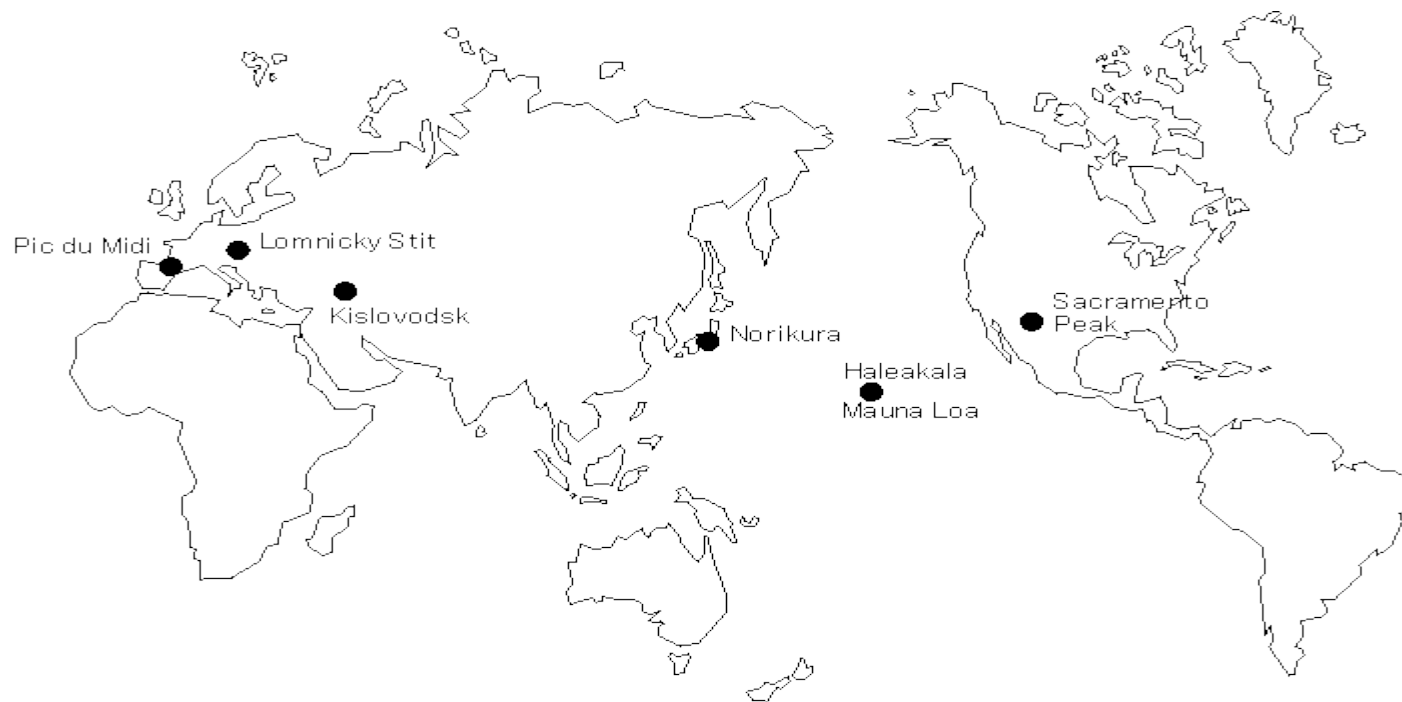 Pic du Midi
Lomnicky Stit
Kislovodsk
Norikura
Haleakala
Mauna Loa
Sacramento
Peak